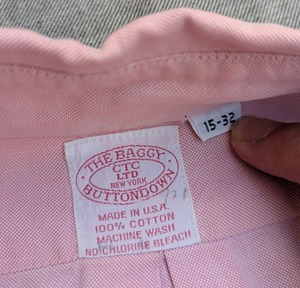 15-32
THE BAGGY
CTC
LTD
NEW YORK
BUTTONDOWN
MADE IN U.S.A.
100% COTTON
MACHINE WASH
NO CHLORINE BLEACH